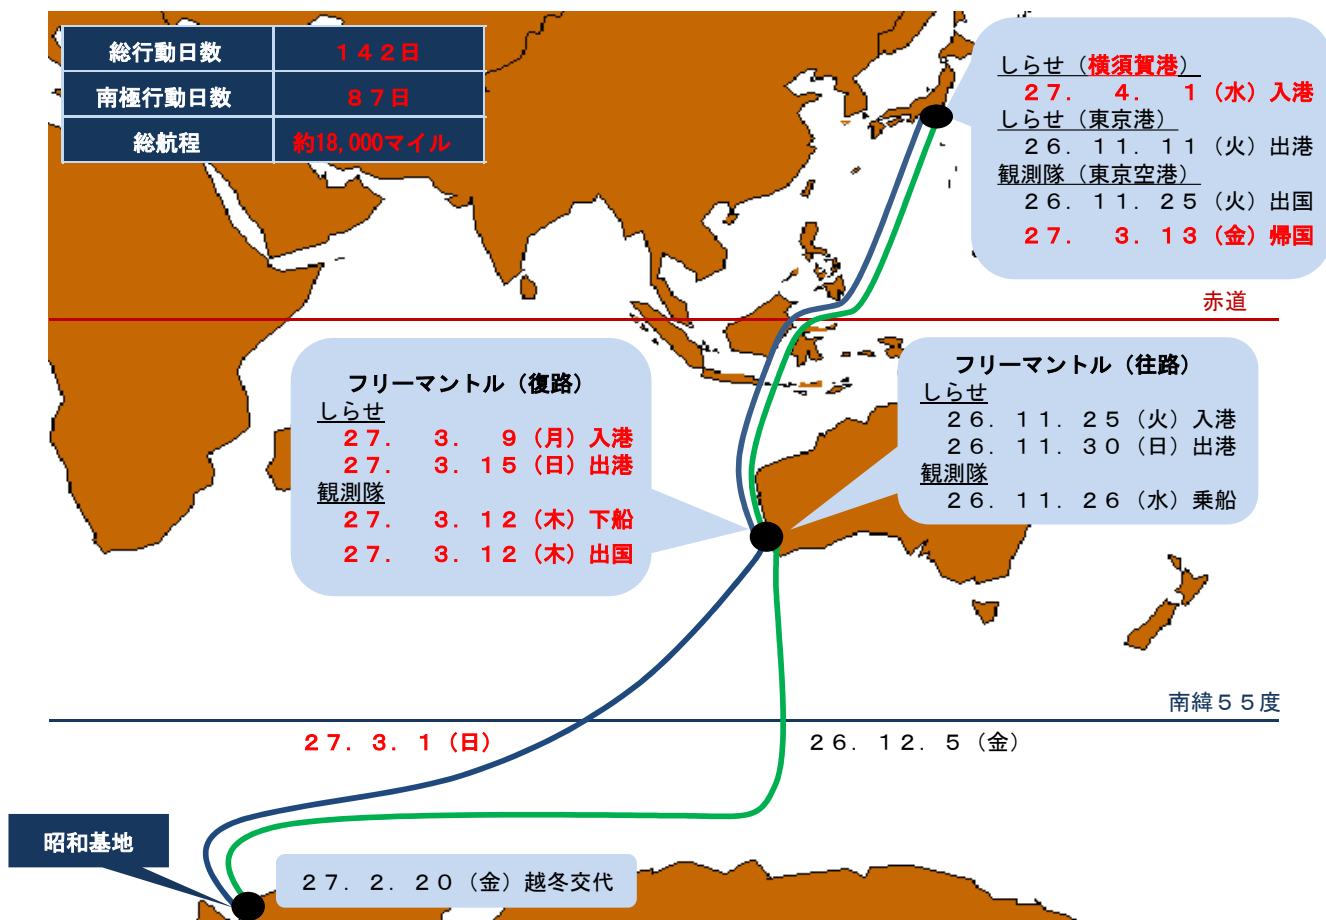 総行動日数 １４２日
南極行動日数 ８７日
総航程 約18,000マイル
しらせ（横須賀港）
２７．　４．　１（水）入港
しらせ（東京港）
２６．１１．１１（火）出港
観測隊（東京空港）
２６．１１．２５（火）出国
２７．　３．１３（金）帰国
赤道
フリーマントル（復路）
しらせ
２７．　３．　９（月）入港
２７．　３．１５（日）出港
観測隊
２７．　３．１２（木）下船
２７．　３．１２（木）出国
フリーマントル（往路）
しらせ
２６．１１．２５（火）入港
２６．１１．３０（日）出港
観測隊
２６．１１．２６（水）乗船
南緯５５度
２７．３．１（日）
２６．１２．５（金）
昭和基地
２７．２．２０（金）越冬交代